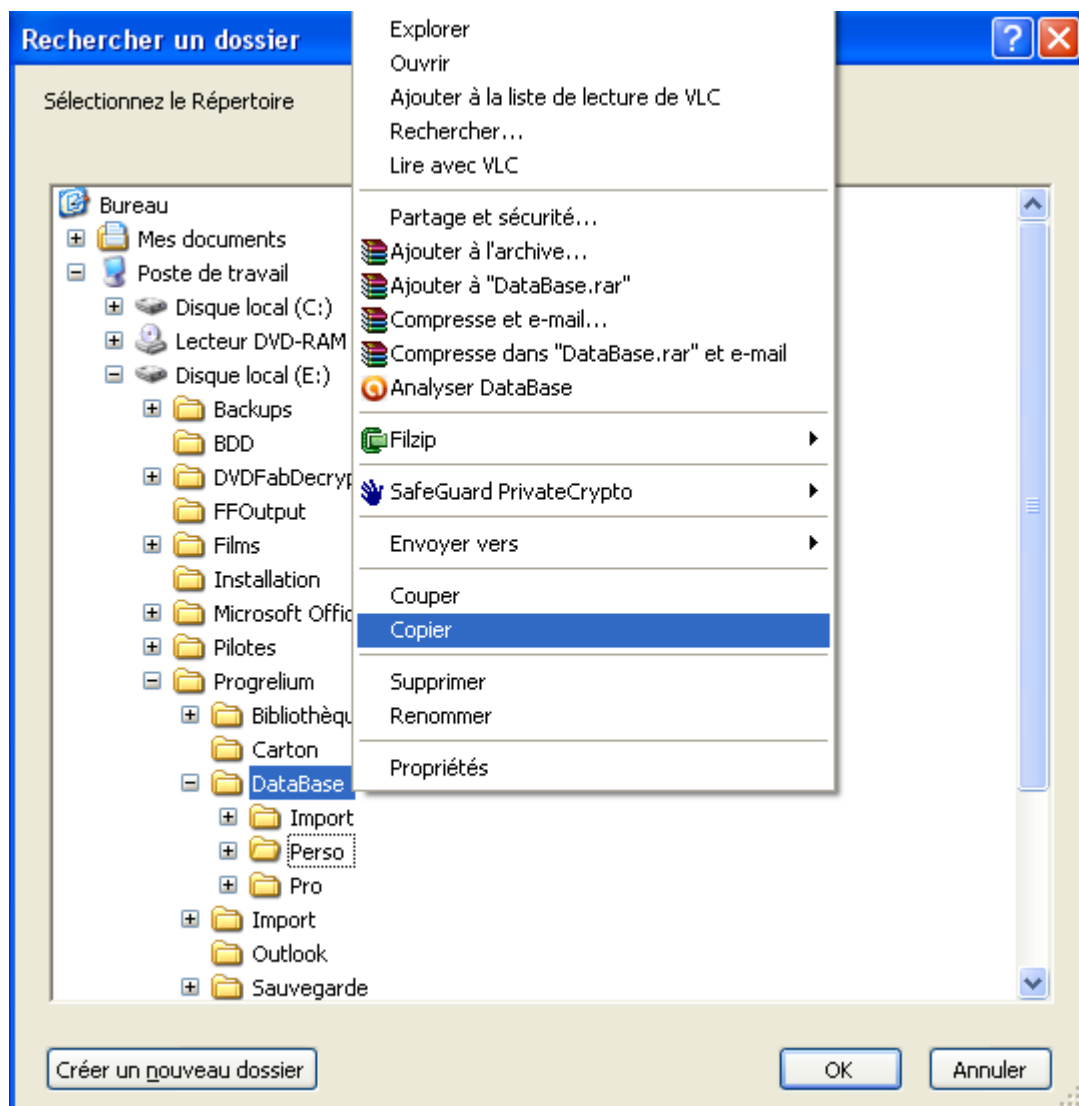 Rechercher un dossier
Sélectionnez le Répertoire
Explorer
Ouvrir
Ajouter à la liste de lecture de VLC
Rechercher...
Lire avec VLC
Partage et sécurité...
Ajouter à l'archive...
Ajouter à "DataBase.rar"
Compresse et e-mail...
Compresse dans "DataBase.rar" et e-mail
Analyser DataBase
Filzip
SafeGuard PrivateCrypto
Envoyer vers
Couper
Copier
Supprimer
Renommer
Propriétés
Bureau
Mes documents
Poste de travail
Disque local (C:)
Lecteur DVD-RAM
Disque local (E:)
Backups
BDD
DVDFabDecryp
FFOutput
Films
Installation
Microsoft Offic
Pilotes
Progrelium
Bibliothèqu
Carton
DataBase
Import
Perso
Pro
Import
Outlook
Sauvegarde
Créer un nouveau dossier
OK
Annuler